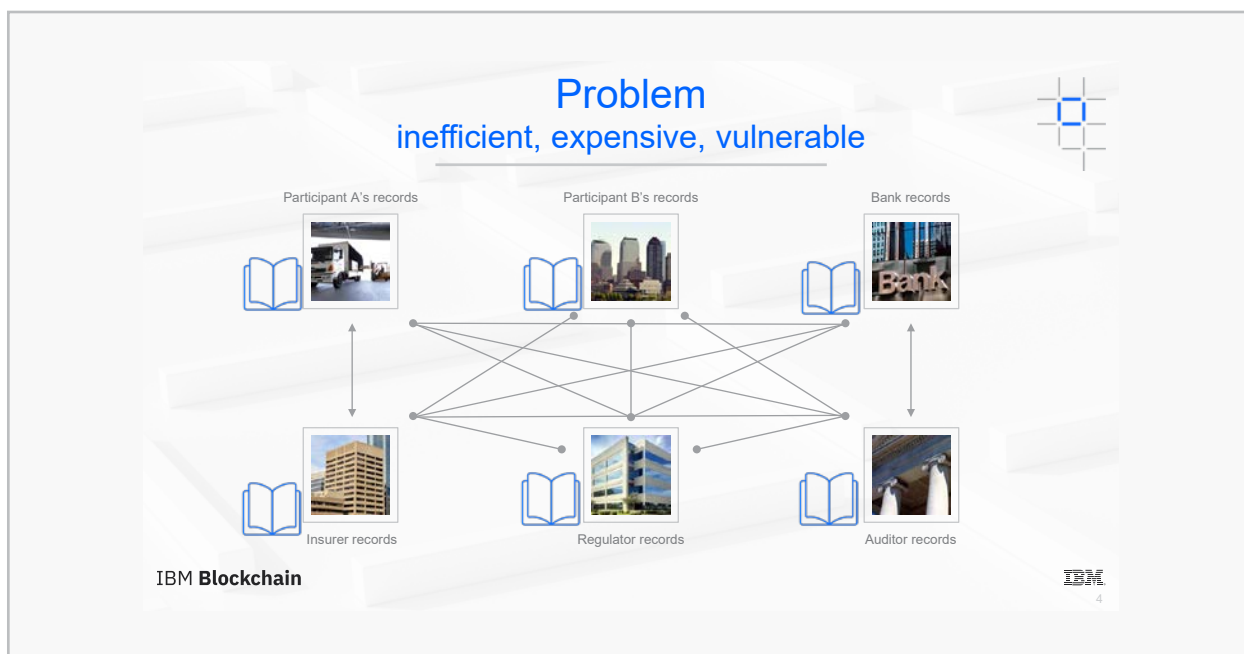 Problem
inefficient, expensive, vulnerable
Participant A's records
Participant B's records
Bank records
Bank
Insurer records
Regulator records
Auditor records
IBM Blockchain
IBM
4